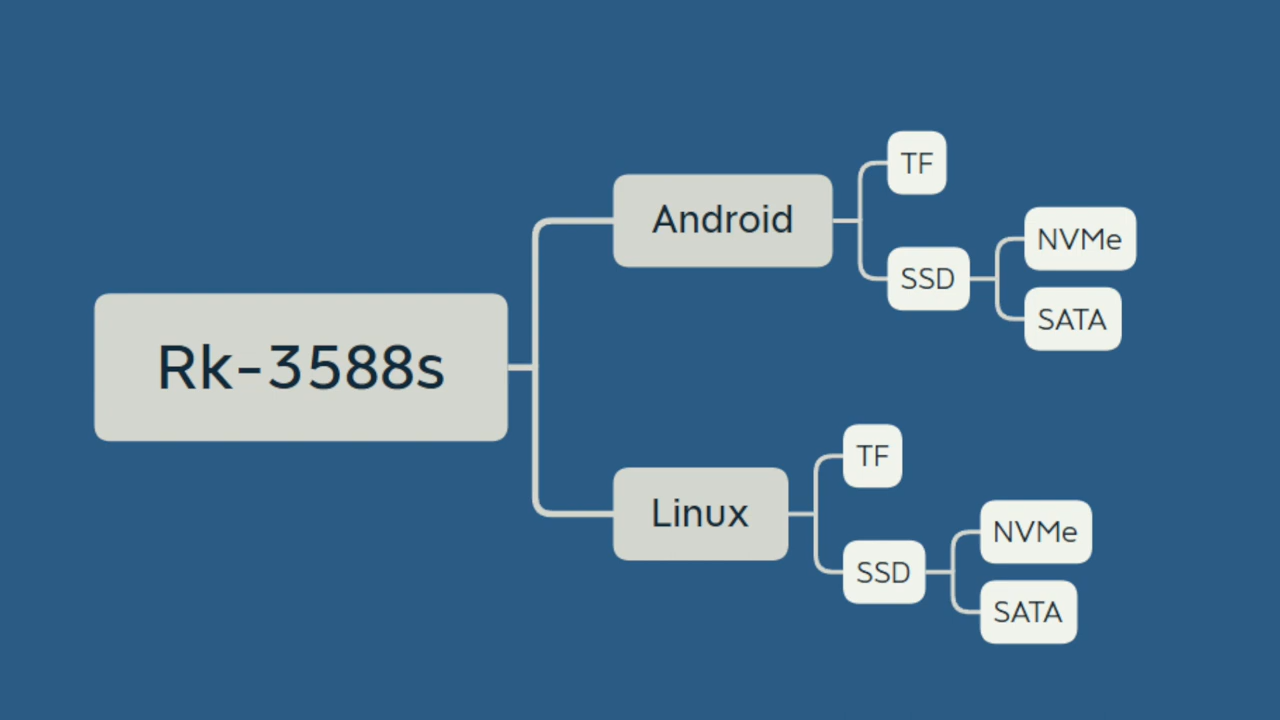 Rk-3588s
Android
TF
SSD
NVMe
SATA
Linux
TF
SSD
NVMe
SATA